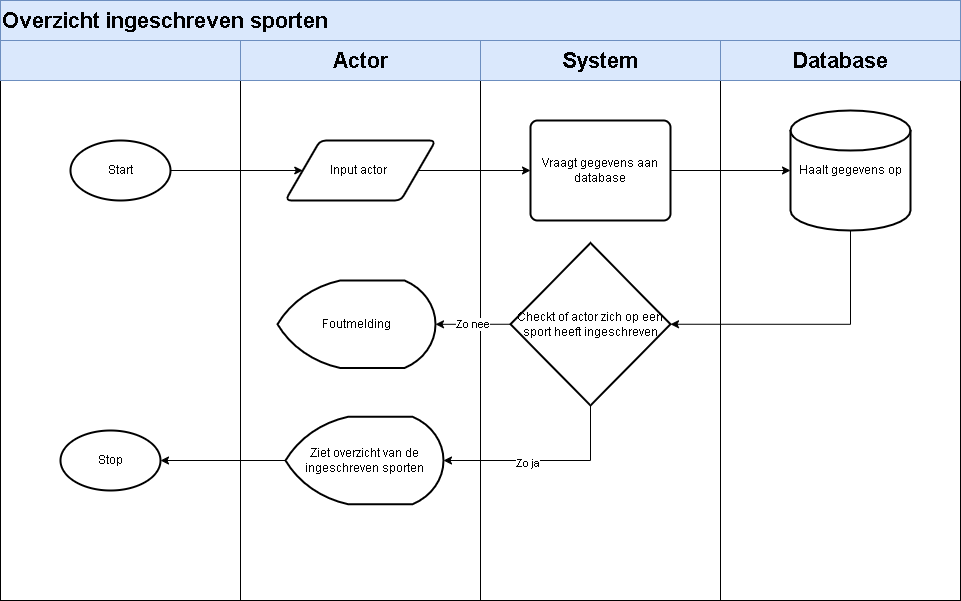 Overzicht ingeschreven sporten
Actor
System
Database
Start
Input actor
Vraagt gegevens aan
database
Haalt gegevens op
Foutmelding
Zo nee
Checkt of actor zich op een
sport heeft ingeschreven
Stop
Ziet overzicht van de
ingeschreven sporten
Zo ja